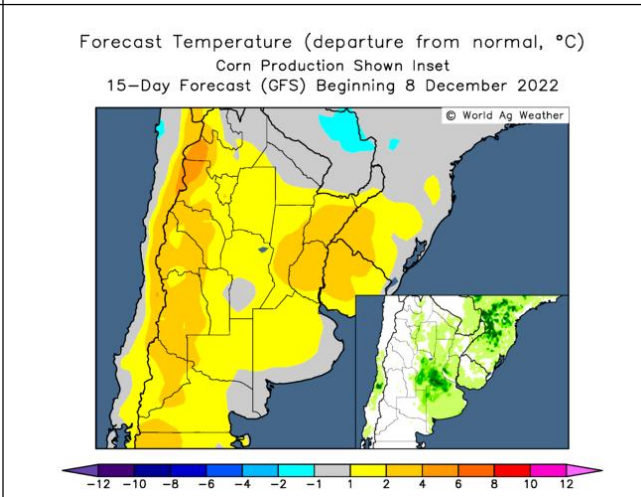 Forecast Temperature (departure from normal, °C)
Corn Production Shown Inset
15-Day Forecast (GFS) Beginning 8 December 2022
© World Ag Weather
-12 -10 -8 -6 -4 -2 -1 1 2 4 6 8 10 12